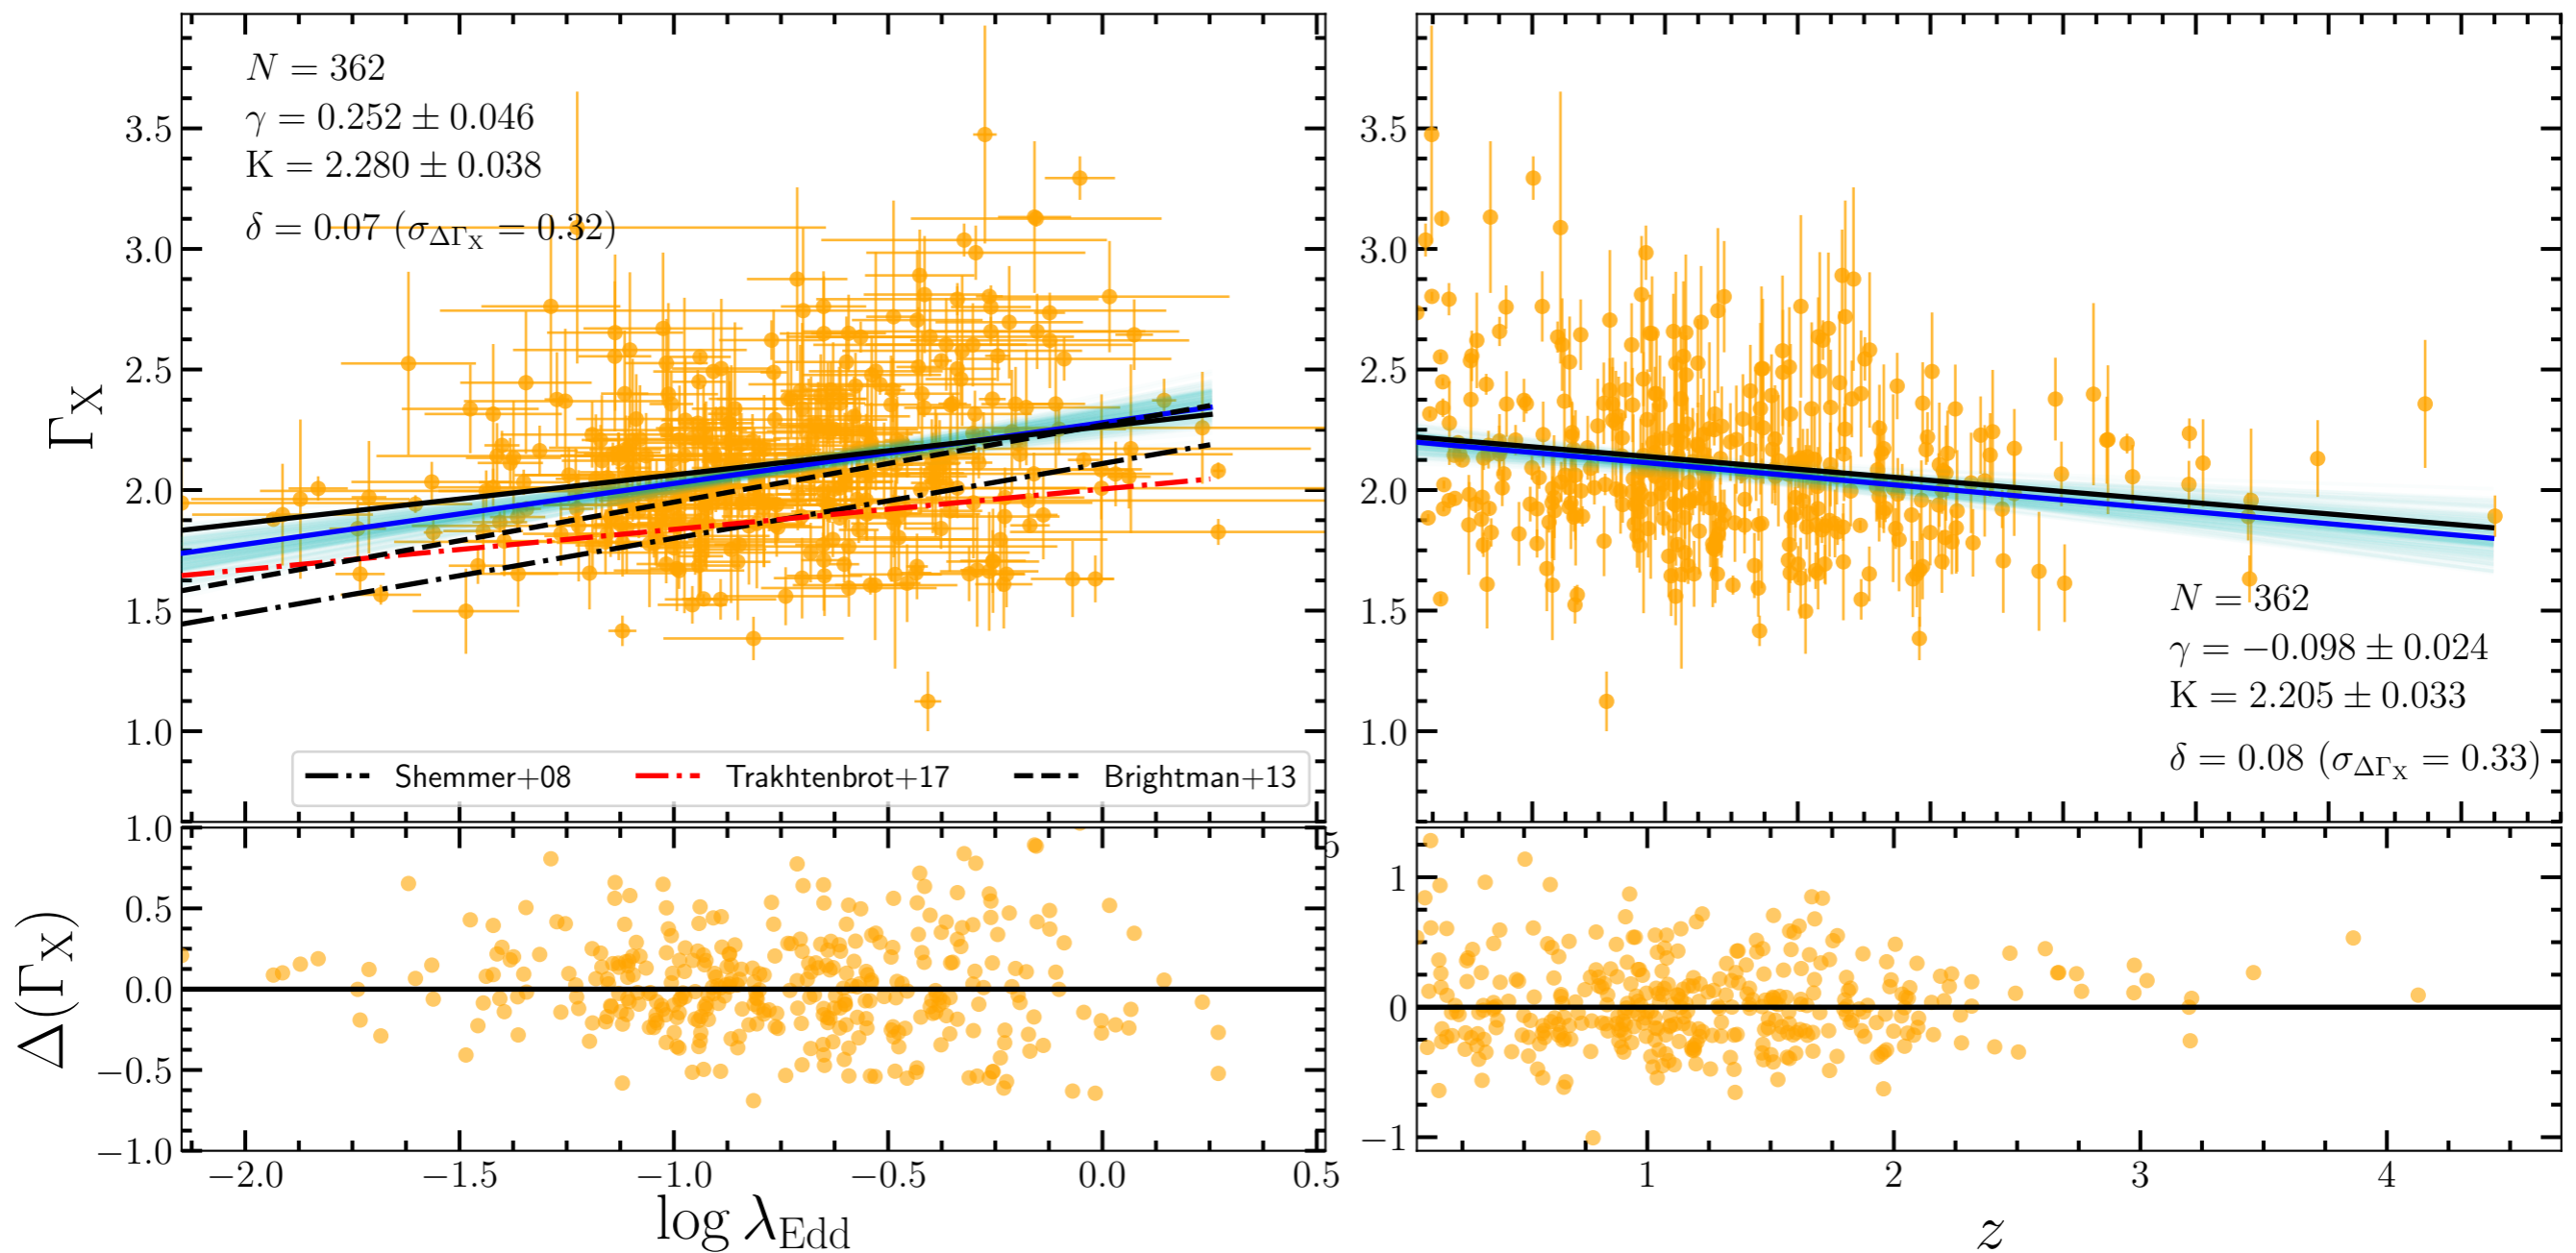 N = 362
γ = 0.252 ± 0.046
K = 2.280 ± 0.038
δ = 0.07 (σ_ΔΓX = 0.32)
Γ_X
3.5
3.0
2.5
2.0
1.5
1.0
Shemmer+08
Trakhtenbrot+17
Brightman+13
3.5
3.0
2.5
2.0
1.5
1.0
N = 362
γ = −0.098 ± 0.024
K = 2.205 ± 0.033
δ = 0.08 (σ_ΔΓX = 0.33)
Δ(Γ_X)
1.0
0.5
0.0
−0.5
−1.0
5
−2.0 −1.5 −1.0 −0.5 0.0 0.5
log λ_Edd
1
0
−1
1 2 3 4
z